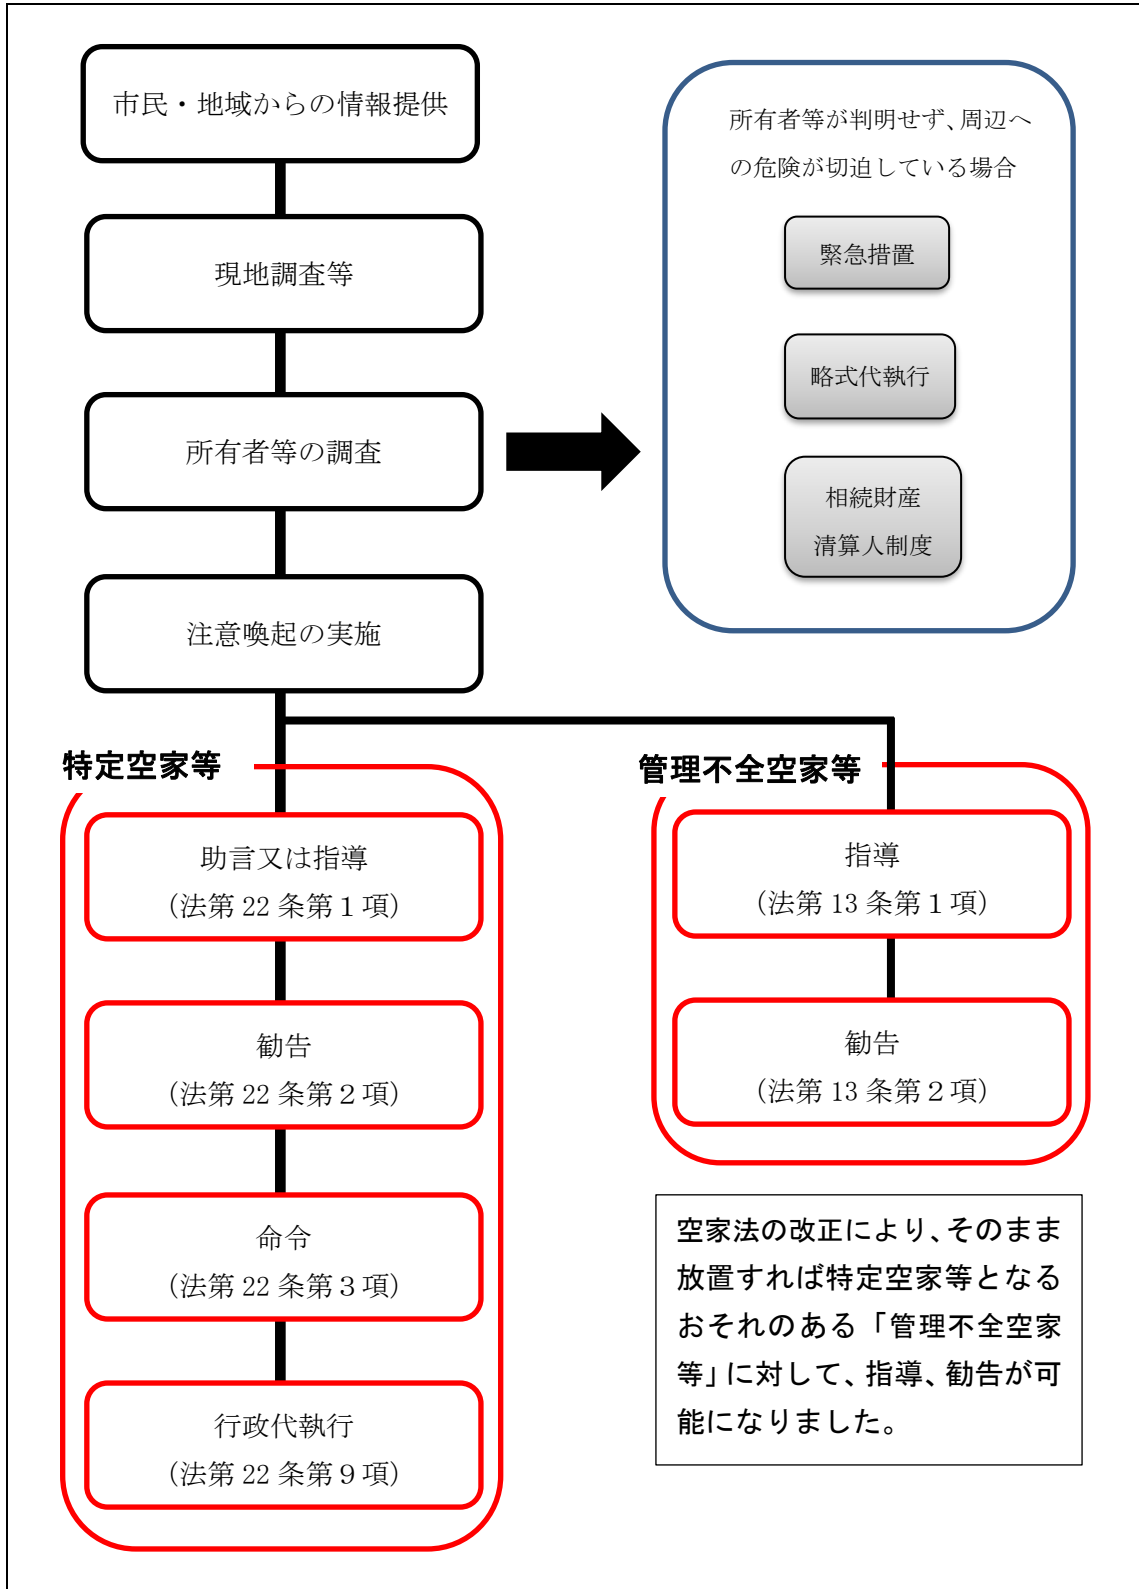 市民・地域からの情報提供
現地調査等
所有者等の調査
注意喚起の実施
所有者等が判明せず、周辺へ
の危険が切迫している場合
緊急措置
略式代執行
相続財産
清算人制度
特定空家等
助言又は指導
(法第 22 条第１項)
勧告
(法第 22 条第２項)
命令
(法第 22 条第３項)
行政代執行
(法第 22 条第９項)
管理不全空家等
指導
(法第 13 条第１項)
勧告
(法第 13 条第２項)
空家法の改正により、そのまま
放置すれば特定空家等となる
おそれのある「管理不全空家
等」に対して、指導、勧告が可
能になりました。